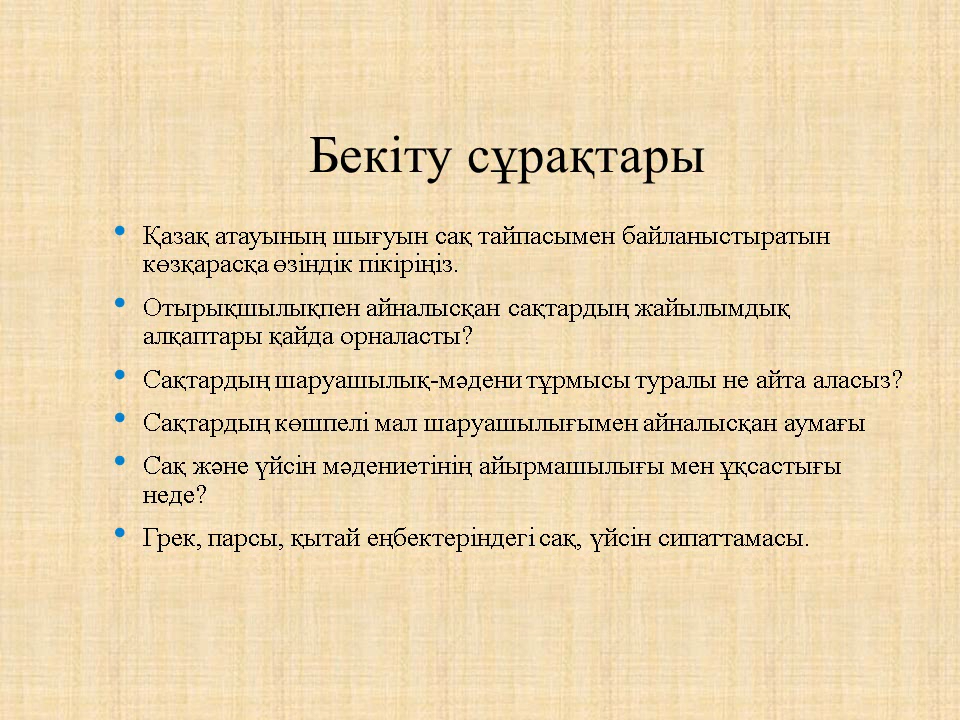 Бекіту сұрақтары
• Қазақ атауының шығуын сақ тайпасымен байланыстыратын
көзқарасқа өзіндік пікіріңіз.
• Отырықшылықпен айналысқан сақтардың жайылымдық
алқаптары қайда орналасты?
• Сақтардың шаруашылық-мәдени тұрмысы туралы не айта аласыз?
• Сақтардың көшпелі мал шаруашылығымен айналысқан аумағы
• Сақ және үйсін мәдениетінің айырмашылығы мен ұқсастығы
неде?
• Грек, парсы, қытай еңбектеріндегі сақ, үйсін сипаттамасы.